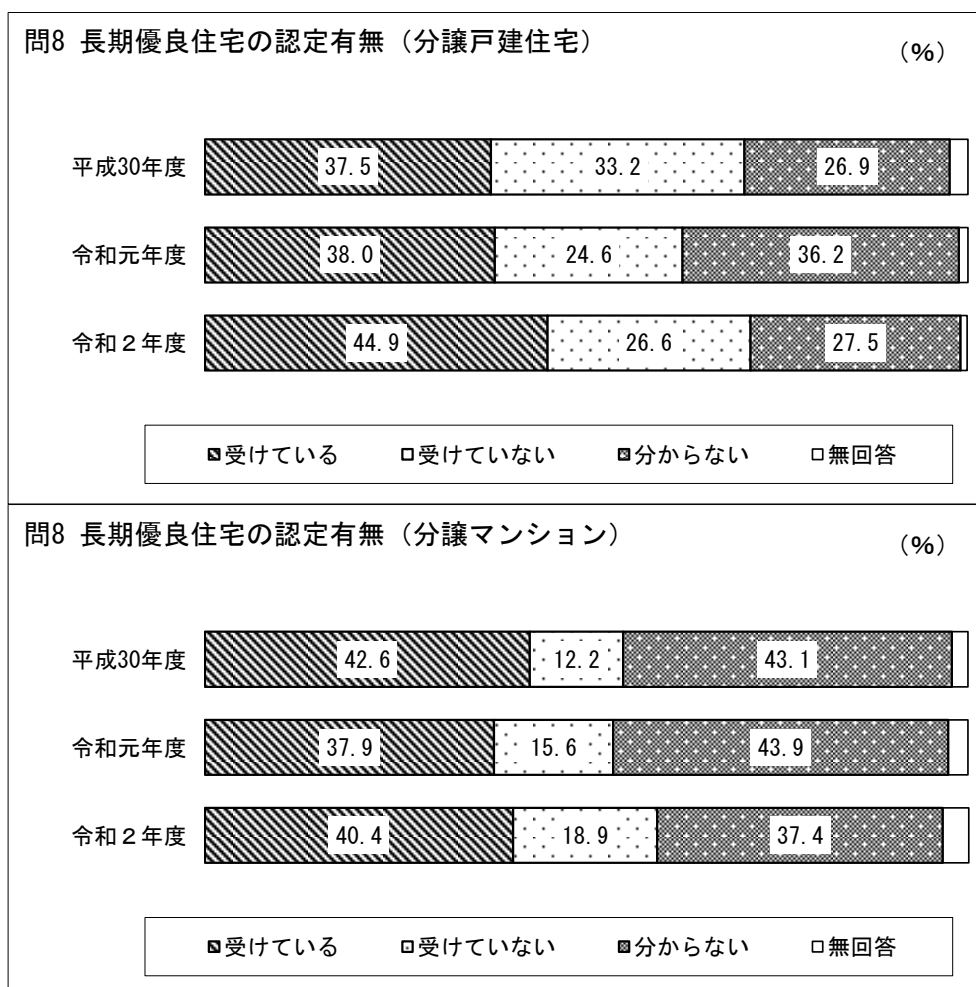 問8 長期優良住宅の認定有無（分譲戸建住宅）
（%）
平成30年度 37.5 33.2 26.9
令和元年度 38.0 24.6 36.2
令和２年度 44.9 26.6 27.5
受けている 受けていない 分からない 無回答
問8 長期優良住宅の認定有無（分譲マンション）
（%）
平成30年度 42.6 12.2 43.1
令和元年度 37.9 15.6 43.9
令和２年度 40.4 18.9 37.4
受けている 受けていない 分からない 無回答